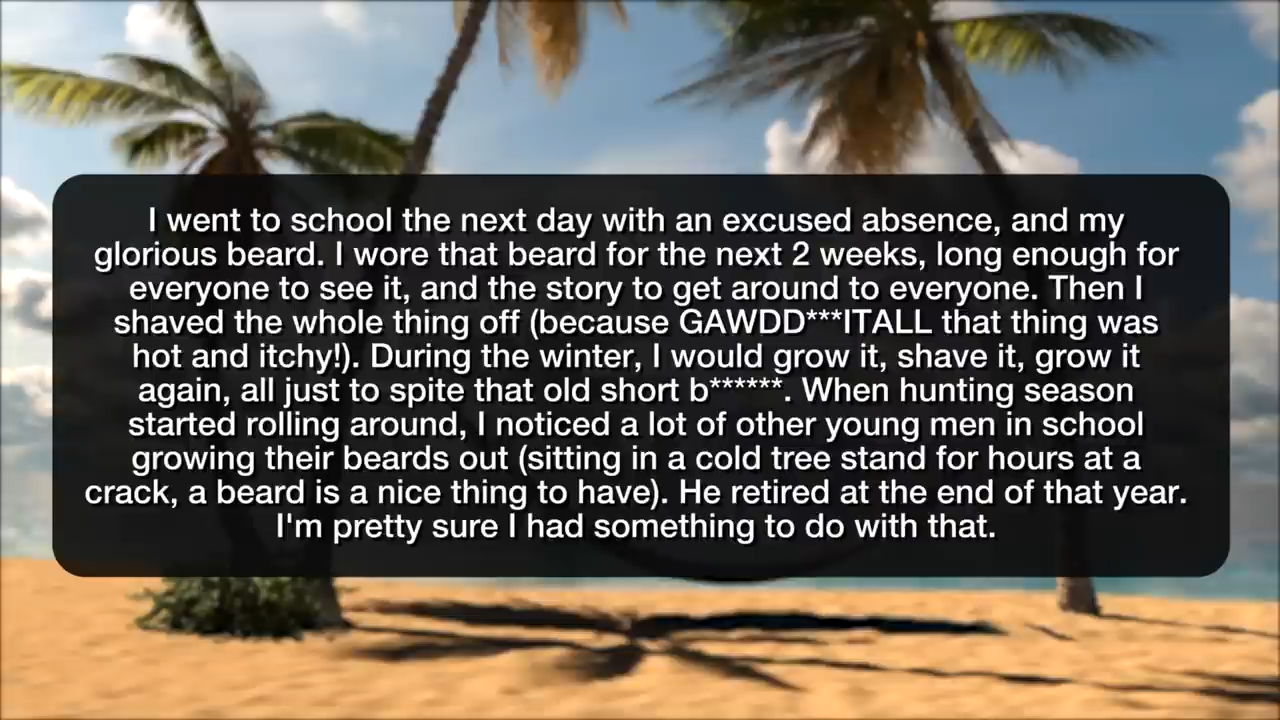 I went to school the next day with an excused absence, and my
glorious beard. I wore that beard for the next 2 weeks, long enough for
everyone to see it, and the story to get around to everyone. Then I
shaved the whole thing off (because GAWDD***ITALL that thing was
hot and itchy!). During the winter, I would grow it, shave it, grow it
again, all just to spite that old short b******. When hunting season
started rolling around, I noticed a lot of other young men in school
growing their beards out (sitting in a cold tree stand for hours at a
crack, a beard is a nice thing to have). He retired at the end of that year.
I'm pretty sure I had something to do with that.